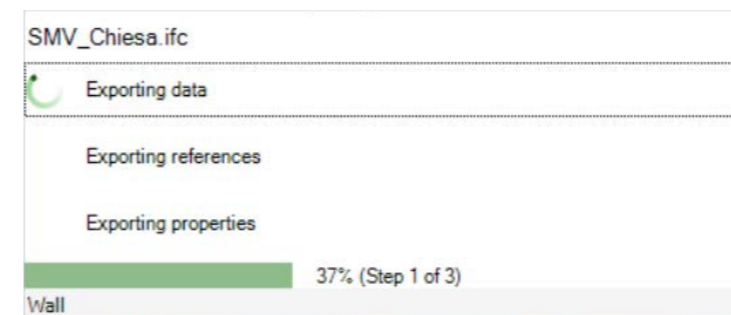 SMV_Chiesa.ifc
Exporting data
Exporting references
Exporting properties
37% (Step 1 of 3)
Wall